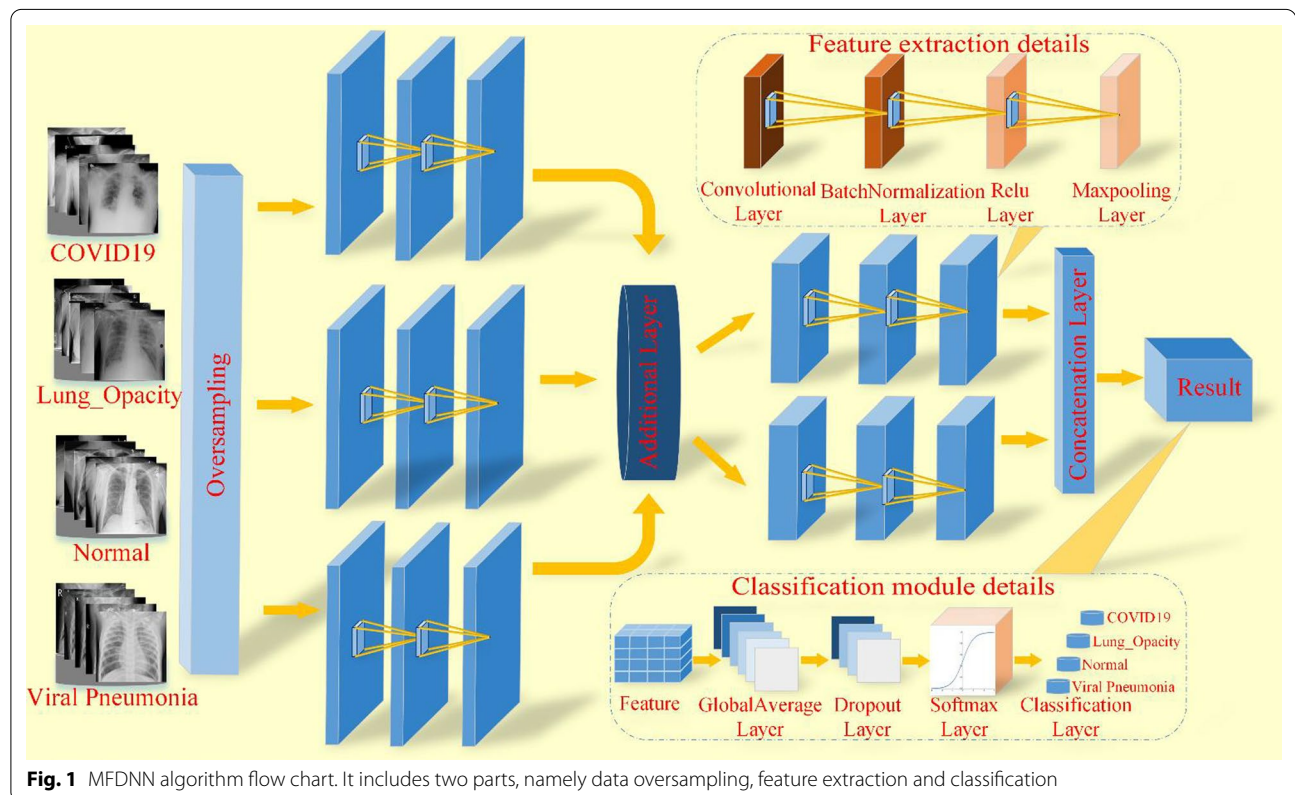 COVID19
Lung_Opacity
Normal
R
Viral Pneumonia
Oversampling
Additional Layer
Feature extraction details
Convolutional
Layer
BatchNormalization
Layer
Relu
Layer
Maxpooling
Layer
Concatenation Layer
Result
Classification module details
Feature
GlobalAverage
Layer
Dropout
Layer
Softmax
Layer
COVID19
Lung_Opacity
Normal
Viral Pneumonia
Classification
Layer
Fig. 1 MFDNN algorithm flow chart. It includes two parts, namely data oversampling, feature extraction and classification